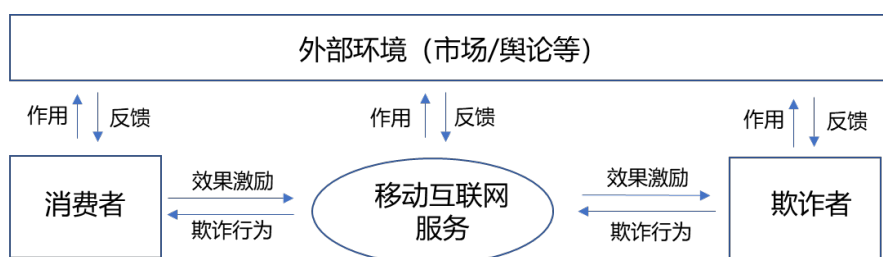 外部环境（市场/舆论等）
作用 反馈 作用 反馈 作用 反馈
消费者
效果激励
欺诈行为
移动互联网
服务
效果激励
欺诈行为
欺诈者